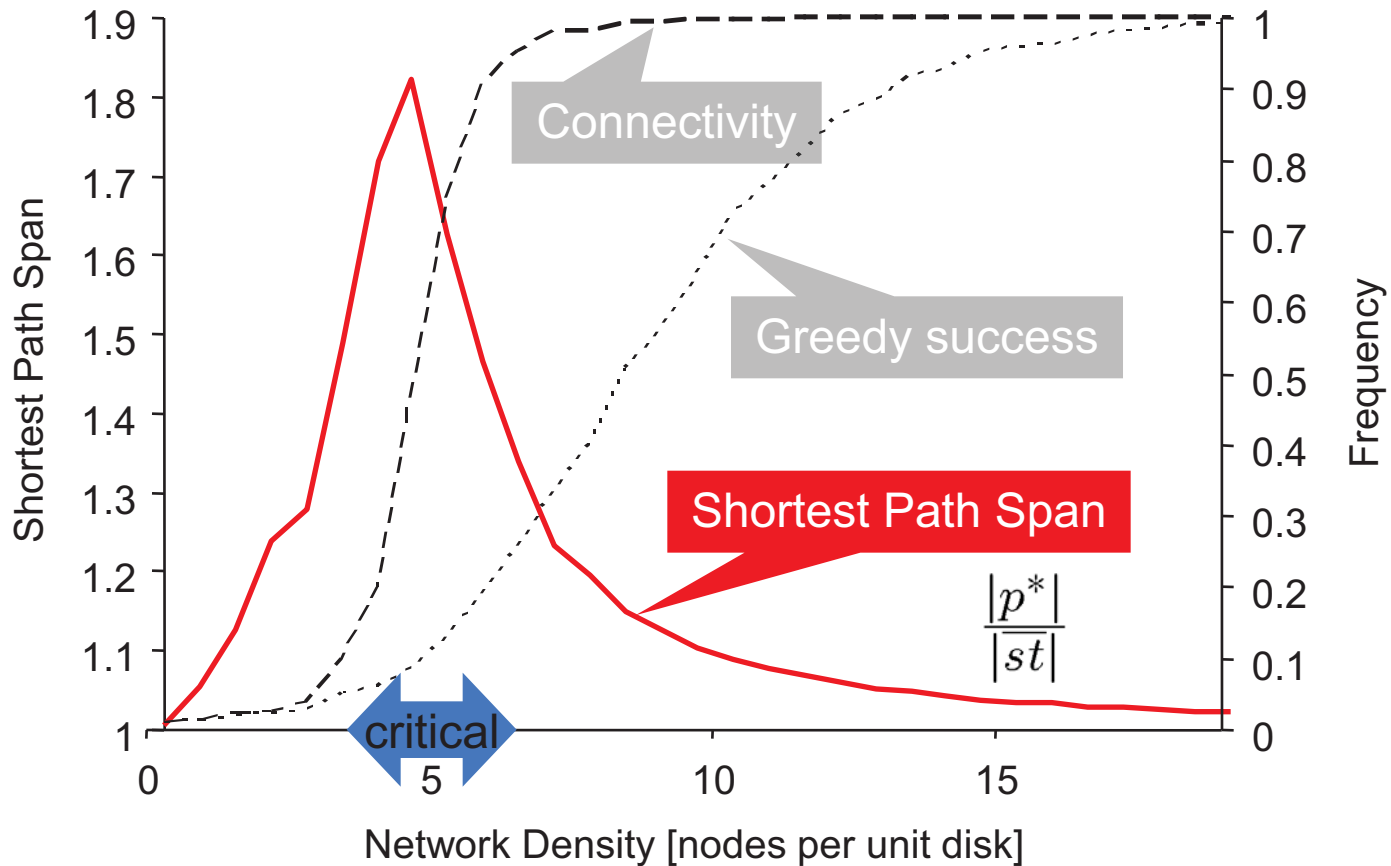 1.9
1.8
1.7
1.6
1.5
1.4
1.3
1.2
1.1
1
Shortest Path Span
1
0.9
0.8
0.7
0.6
0.5
0.4
0.3
0.2
0.1
0
Frequency
Connectivity
Greedy success
Shortest Path Span
|p*|
|st|
critical
0 5 10 15
Network Density [nodes per unit disk]